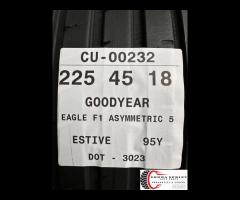 CU-00232
225 45 18
GOODYEAR
EAGLE F1 ASYMMETRIC 5
ESTIVE 95Y
DOT - 3023